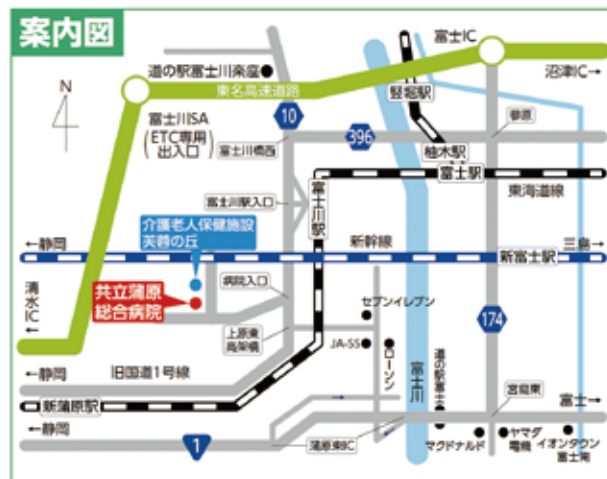 案内図
N
道の駅富士川楽座
東名高速道路
富士IC
沼津IC→
富士川SA
(ETC専用
出入口)
10
396
富士川橋西
竪堀駅
柚木駅
富士駅
東海道線
富士川駅入口
富士川駅
介護老人保健施設
芙蓉の丘
←静岡
新幹線
新富士駅
三島→
清水IC
←
共立蒲原
総合病院
病院入口
セブンイレブン
174
上原東
高架橋
JA-SS
ローソン
富士川
道の駅富士
←静岡
旧国道1号線
新蒲原駅
宮島東
富士→
←静岡
1
蒲原東IC
マクドナルド
ヤマダ
電機
イオンタウン
富士南